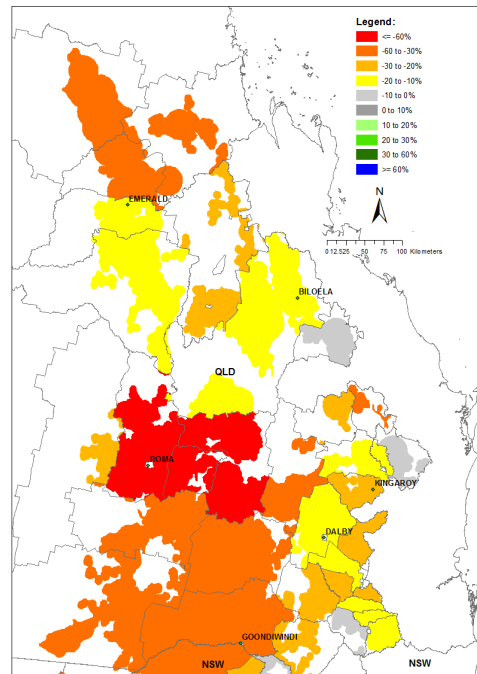 Legend:
<= -60%
-60 to -30%
-30 to -20%
-20 to -10%
-10 to 0%
0 to 10%
10 to 20%
20 to 30%
30 to 60%
>= 60%
N
0 12.525 50 75 100 Kilometers
EMERALD
BILOELA
QLD
ROMA
KINGAROY
DALBY
GOONDIWINDI
NSW NSW